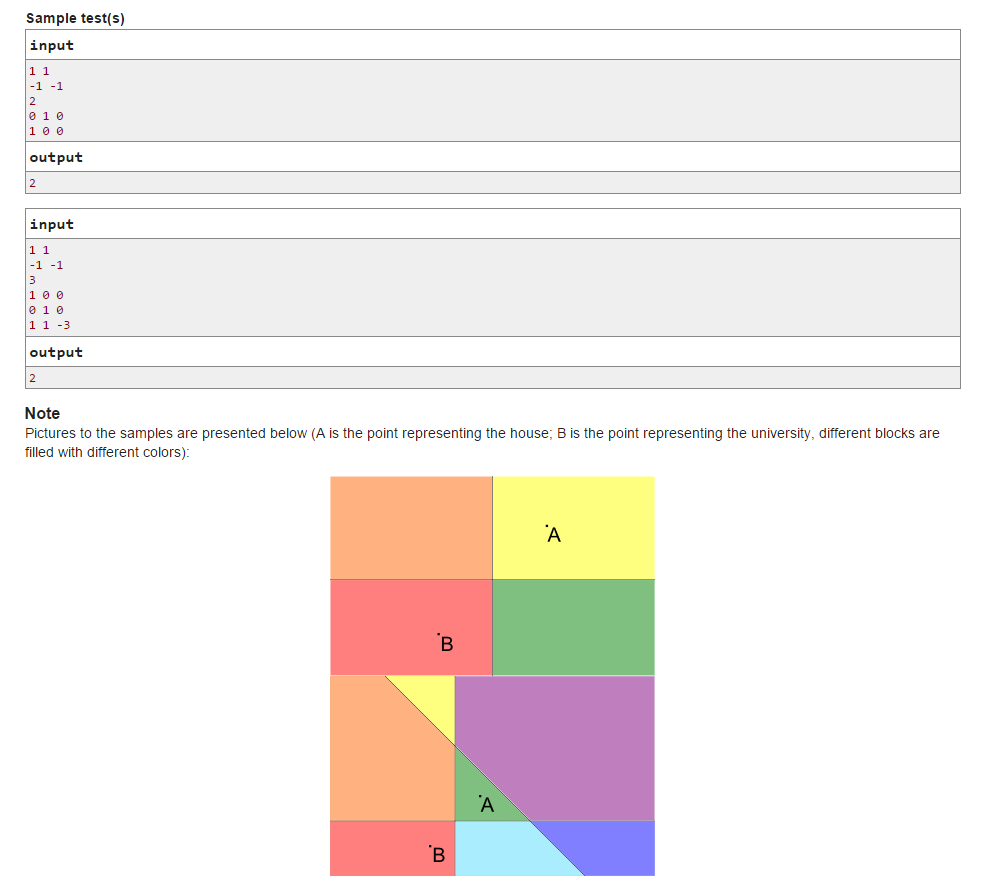 Sample test(s)
input
1 1
-1 -1
2
0 1 0
1 0 0
output
2
input
1 1
-1 -1
3
1 0 0
0 1 0
1 1 -3
output
2
Note
Pictures to the samples are presented below (A is the point representing the house; B is the point representing the university, different blocks are
filled with different colors):
A
B
A
B